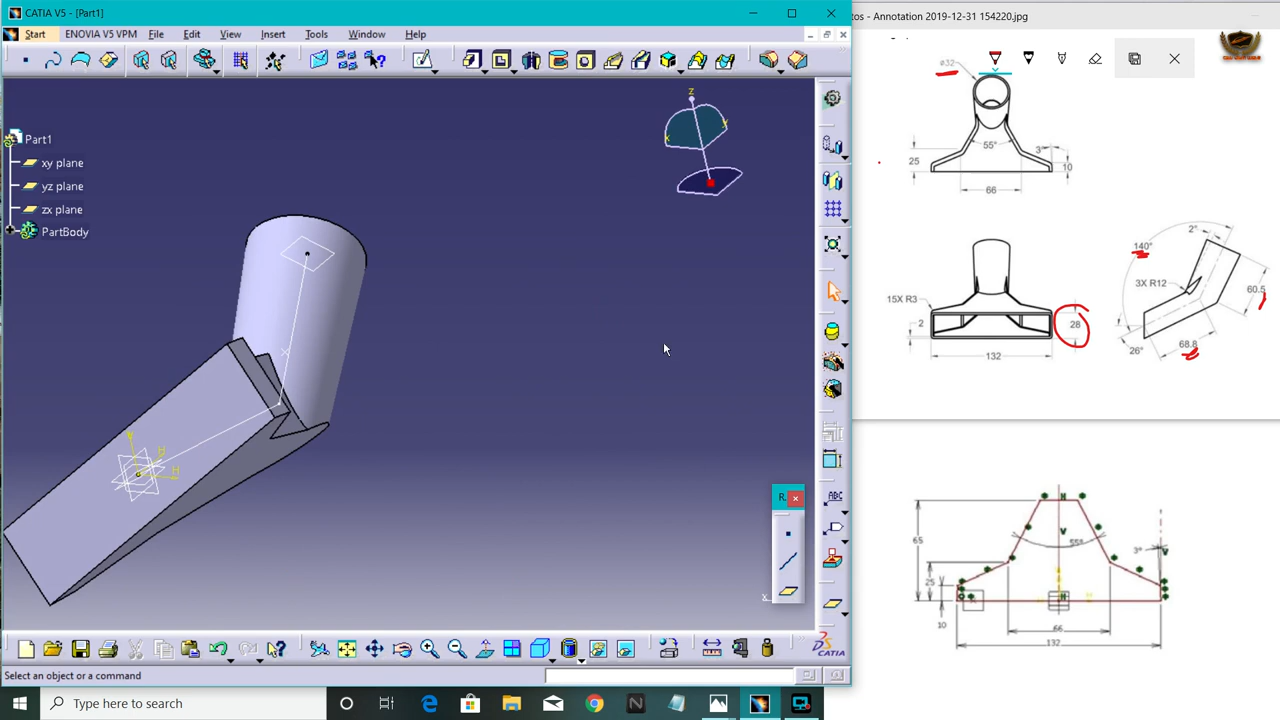 CATIA V5 - [Part1]
Start ENOVIA V5 VPM File Edit View Insert Tools Window Help
Part1
xy plane
yz plane
zx plane
PartBody
z
x
y
V
H
H
R.
x
ABC
CATIA
Select an object or a command
Type here to search
tos - Annotation 2019-12-31 154220.jpg
⌀32
55°
3°
25
10
66
15X R3
2
28
132
140°
2°
3X R12
60.5
26°
68.8
H
V
55°
3°
V
65
25
10
H
H
66
132